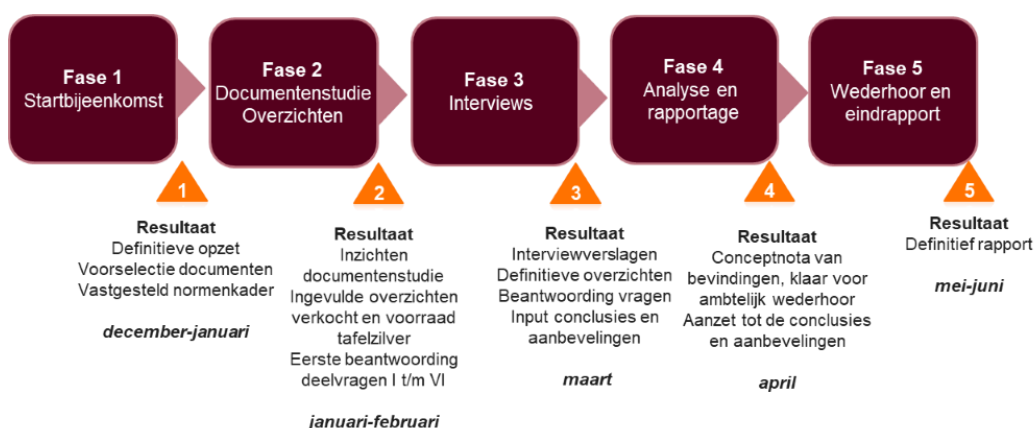 Fase 1
Startbijeenkomst
Fase 2
Documentenstudie
Overzichten
Fase 3
Interviews
Fase 4
Analyse en
rapportage
Fase 5
Wederhoor en
eindrapport
1
Resultaat
Definitieve opzet
Voorselectie documenten
Vastgesteld normenkader
december-januari
2
Resultaat
Inzichten
documentenstudie
Ingevulde overzichten
verkocht en voorraad
tafelzilver
Eerste beantwoording
deelvragen I t/m VI
januari-februari
3
Resultaat
Interviewverslagen
Definitieve overzichten
Beantwoording vragen
Input conclusies en
aanbevelingen
maart
4
Resultaat
Conceptnota van
bevindingen, klaar voor
ambtelijk wederhoor
Aanzet tot de conclusies
en aanbevelingen
april
5
Resultaat
Definitief rapport
mei-juni